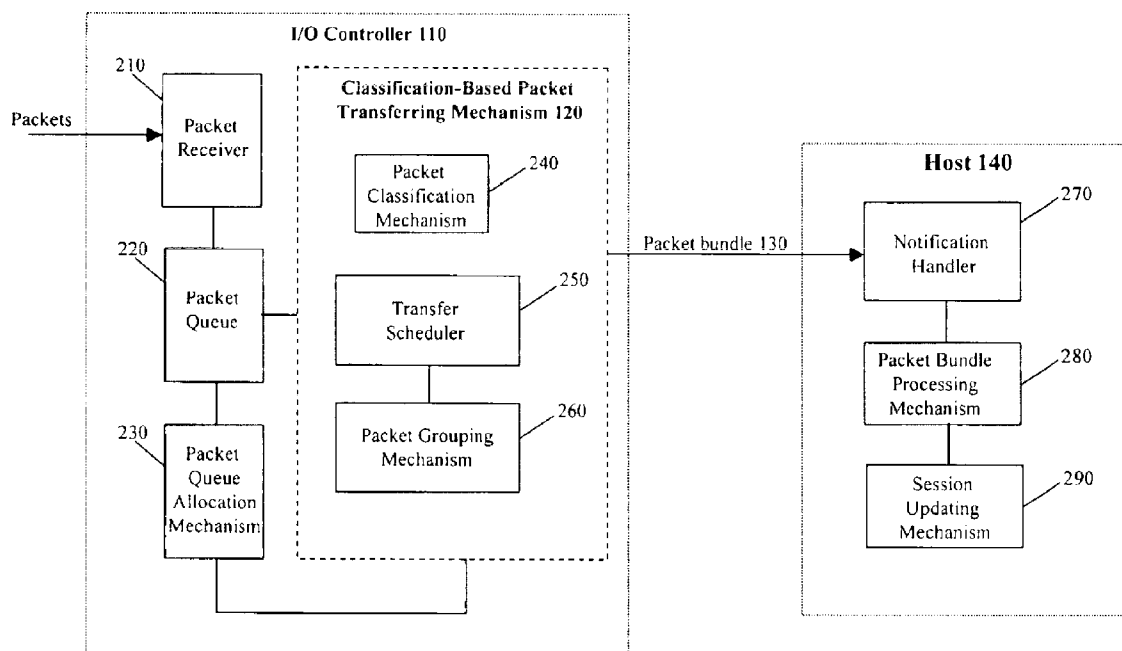 I/O Controller 110
210
Packets
Packet
Receiver
220
Packet
Queue
230
Packet
Queue
Allocation
Mechanism
Classification-Based Packet
Transferring Mechanism 120
Packet
Classification
Mechanism
240
Transfer
Scheduler
250
Packet Grouping
Mechanism
260
Packet bundle 130
Host 140
270
Notification
Handler
280
Packet Bundle
Processing
Mechanism
290
Session
Updating
Mechanism